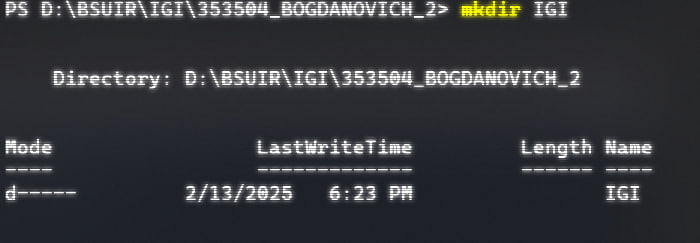 PS D:\BSUIR\IGI\353504_BOGDANOVICH_2> mkdir IGI
Directory: D:\BSUIR\IGI\353504_BOGDANOVICH_2
Mode LastWriteTime Length Name
---- ------------- ------ ----
d----- 2/13/2025 6:23 PM IGI